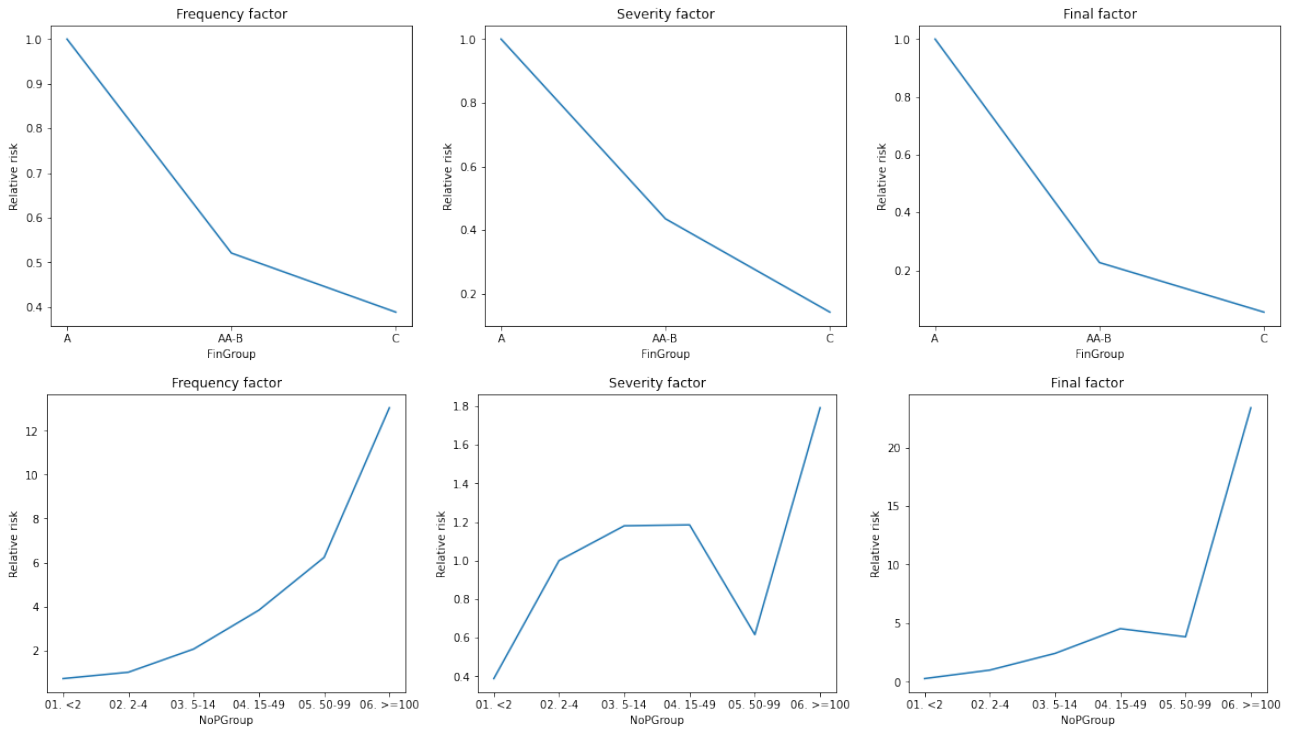 Frequency factor
1.0
0.9
0.8
0.7
0.6
0.5
0.4
Relative risk
A AA-B C
FinGroup
Severity factor
1.0
0.8
0.6
0.4
0.2
Relative risk
A AA-B C
FinGroup
Final factor
1.0
0.8
0.6
0.4
0.2
Relative risk
A AA-B C
FinGroup
Frequency factor
12
10
8
6
4
2
Relative risk
01. <2 02. 2-4 03. 5-14 04. 15-49 05. 50-99 06. >=100
NoPGroup
Severity factor
1.8
1.6
1.4
1.2
1.0
0.8
0.6
0.4
Relative risk
01. <2 02. 2-4 03. 5-14 04. 15-49 05. 50-99 06. >=100
NoPGroup
Final factor
20
15
10
5
0
Relative risk
01. <2 02. 2-4 03. 5-14 04. 15-49 05. 50-99 06. >=100
NoPGroup